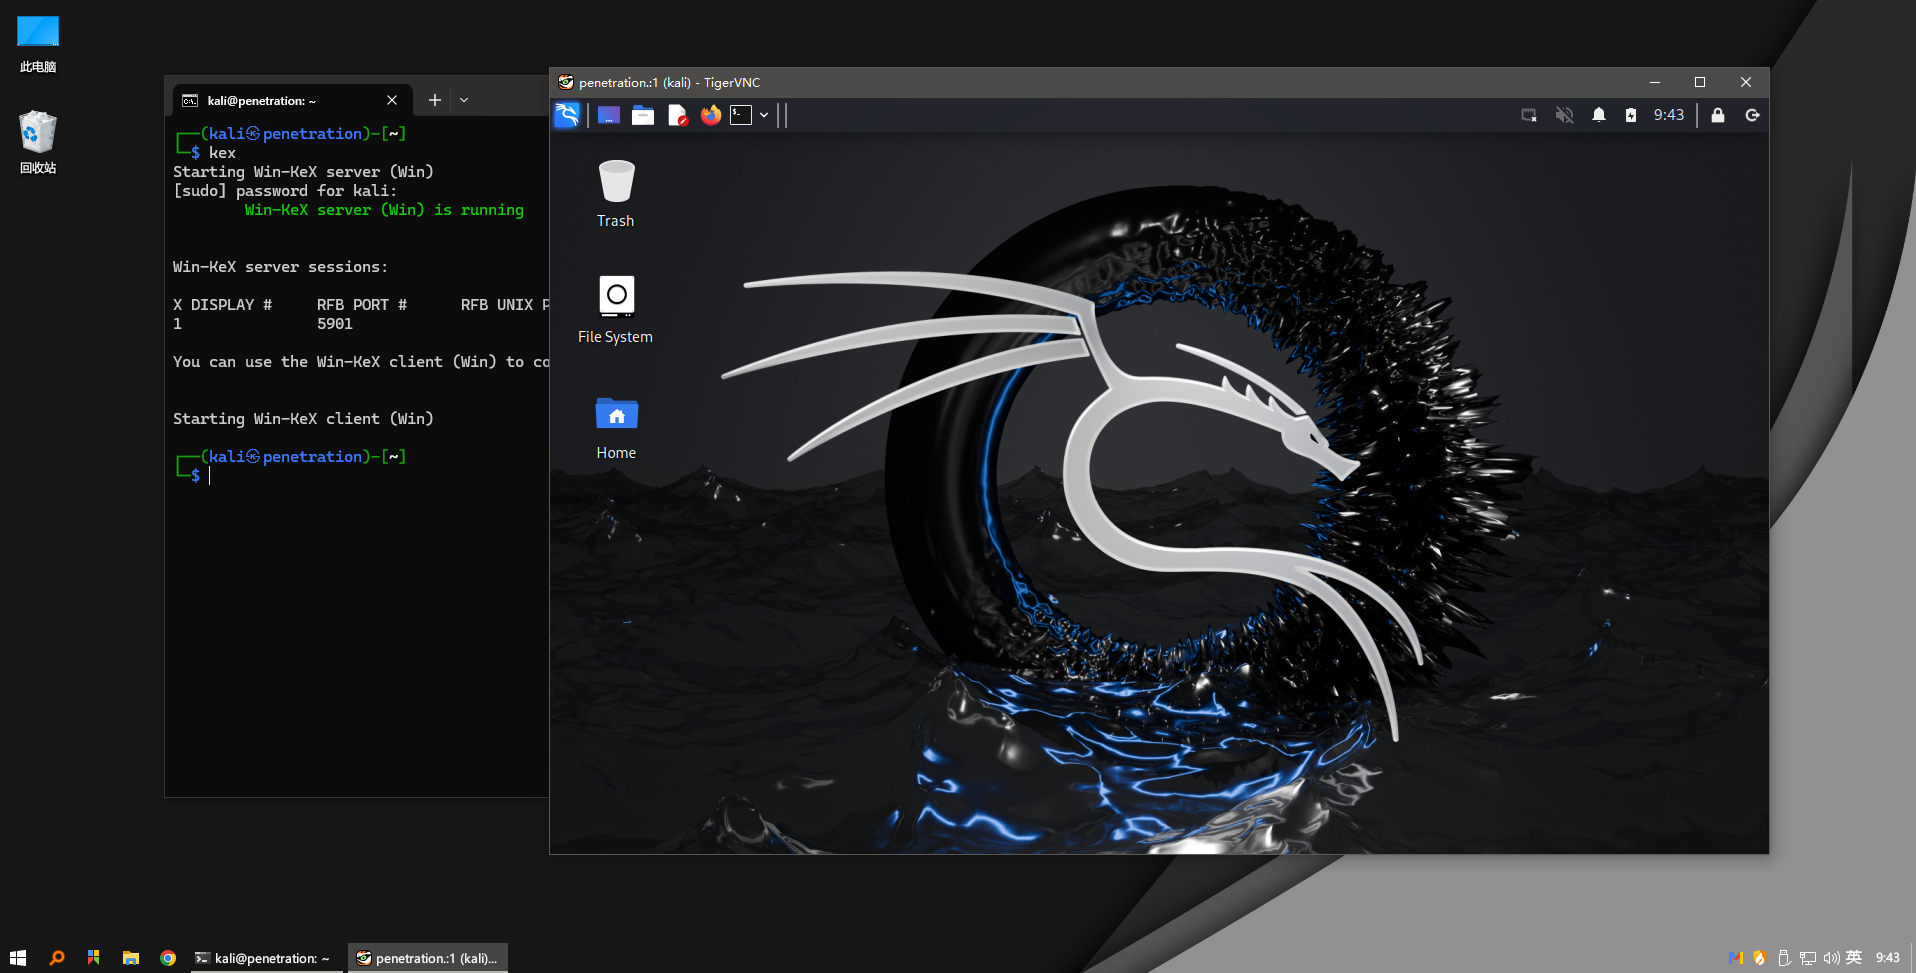 此电脑
回收站
kali@penetration: ~
┌──(kali㉿penetration)-[~]
└─$ kex
Starting Win-KeX server (Win)
[sudo] password for kali:
Win-KeX server (Win) is running
Win-KeX server sessions:
X DISPLAY # RFB PORT # RFB UNIX P
1 5901
You can use the Win-KeX client (Win) to co
Starting Win-KeX client (Win)
┌──(kali㉿penetration)-[~]
└─$
penetration.:1 (kali) - TigerVNC
9:43
Trash
File System
Home
kali@penetration: ~
penetration.:1 (kali)...
英
9:43